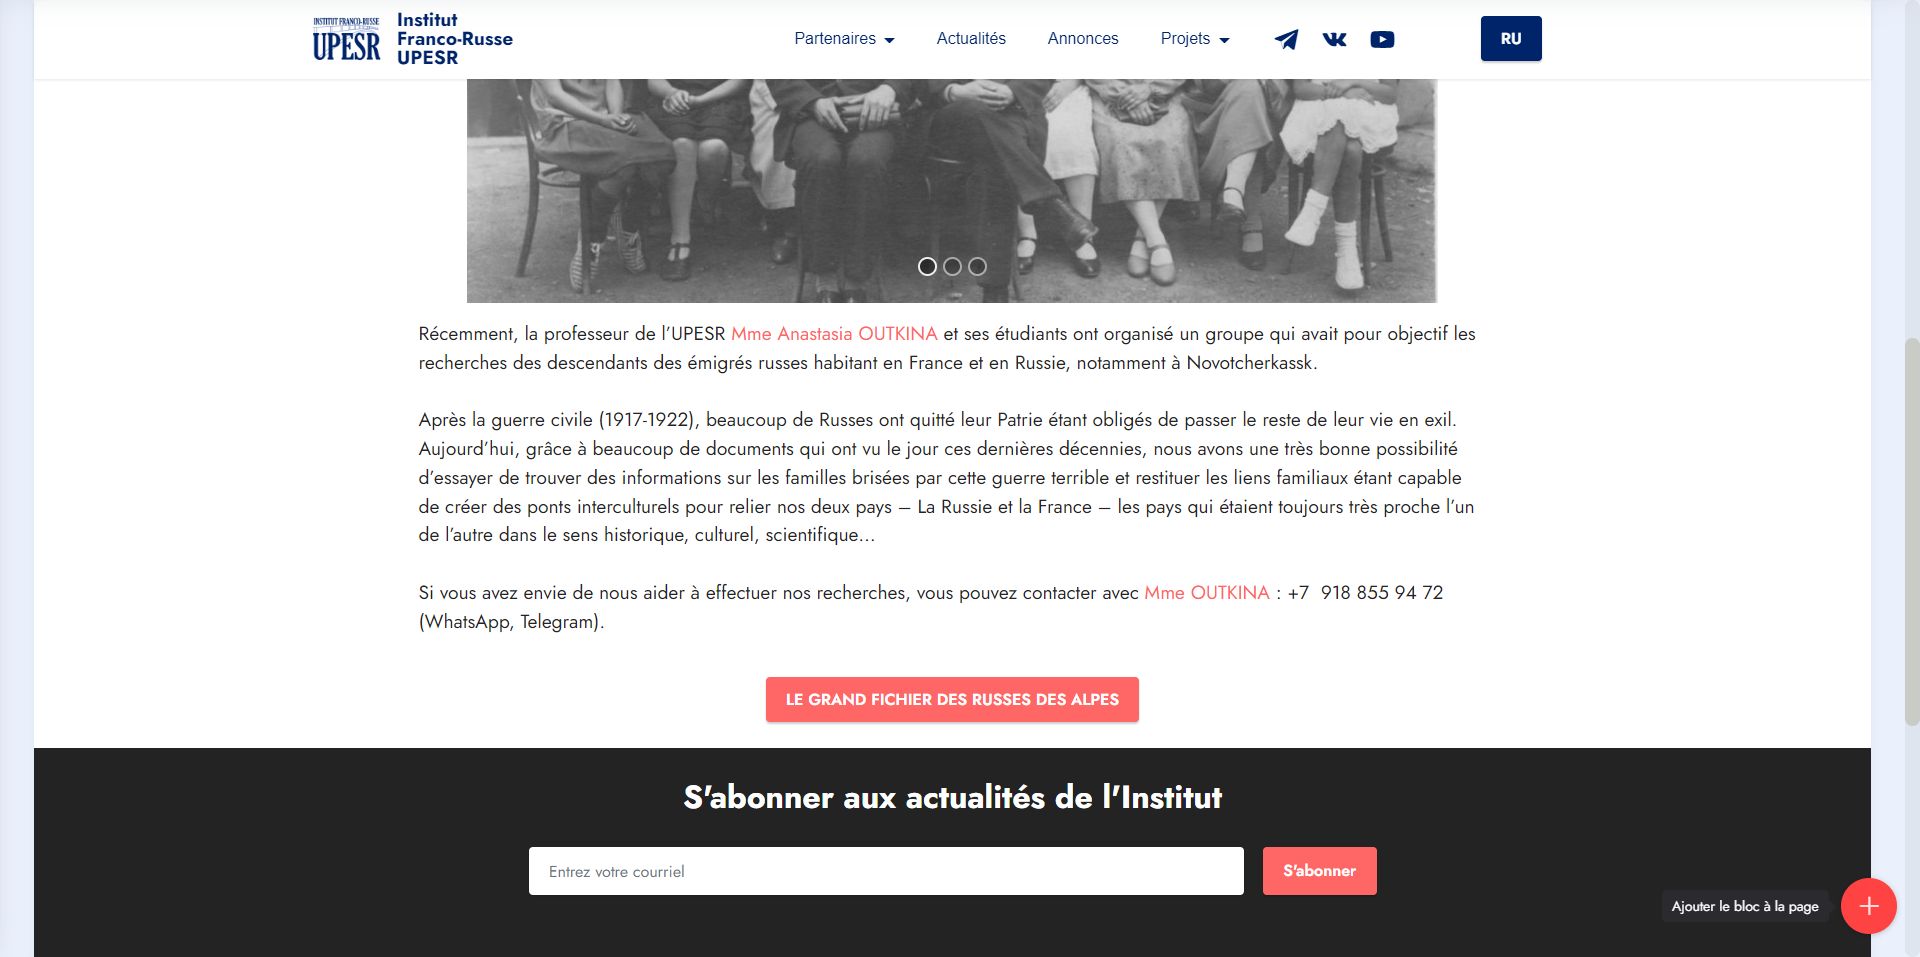 INSTITUT FRANCO-RUSSE
UPESR
Institut
Franco-Russe
UPESR
Partenaires
Actualités
Annonces
Projets
RU
Récemment, la professeur de l’UPESR Mme Anastasia OUTKINA et ses étudiants ont organisé un groupe qui avait pour objectif les
recherches des descendants des émigrés russes habitant en France et en Russie, notamment à Novotcherkassk.
Après la guerre civile (1917-1922), beaucoup de Russes ont quitté leur Patrie étant obligés de passer le reste de leur vie en exil.
Aujourd’hui, grâce à beaucoup de documents qui ont vu le jour ces dernières décennies, nous avons une très bonne possibilité
d’essayer de trouver des informations sur les familles brisées par cette guerre terrible et restituer les liens familiaux étant capable
de créer des ponts interculturels pour relier nos deux pays – La Russie et la France – les pays qui étaient toujours très proche l’un
de l’autre dans le sens historique, culturel, scientifique...
Si vous avez envie de nous aider à effectuer nos recherches, vous pouvez contacter avec Mme OUTKINA : +7 918 855 94 72
(WhatsApp, Telegram).
LE GRAND FICHIER DES RUSSES DES ALPES
S'abonner aux actualités de l'Institut
Entrez votre courriel
S'abonner
Ajouter le bloc à la page